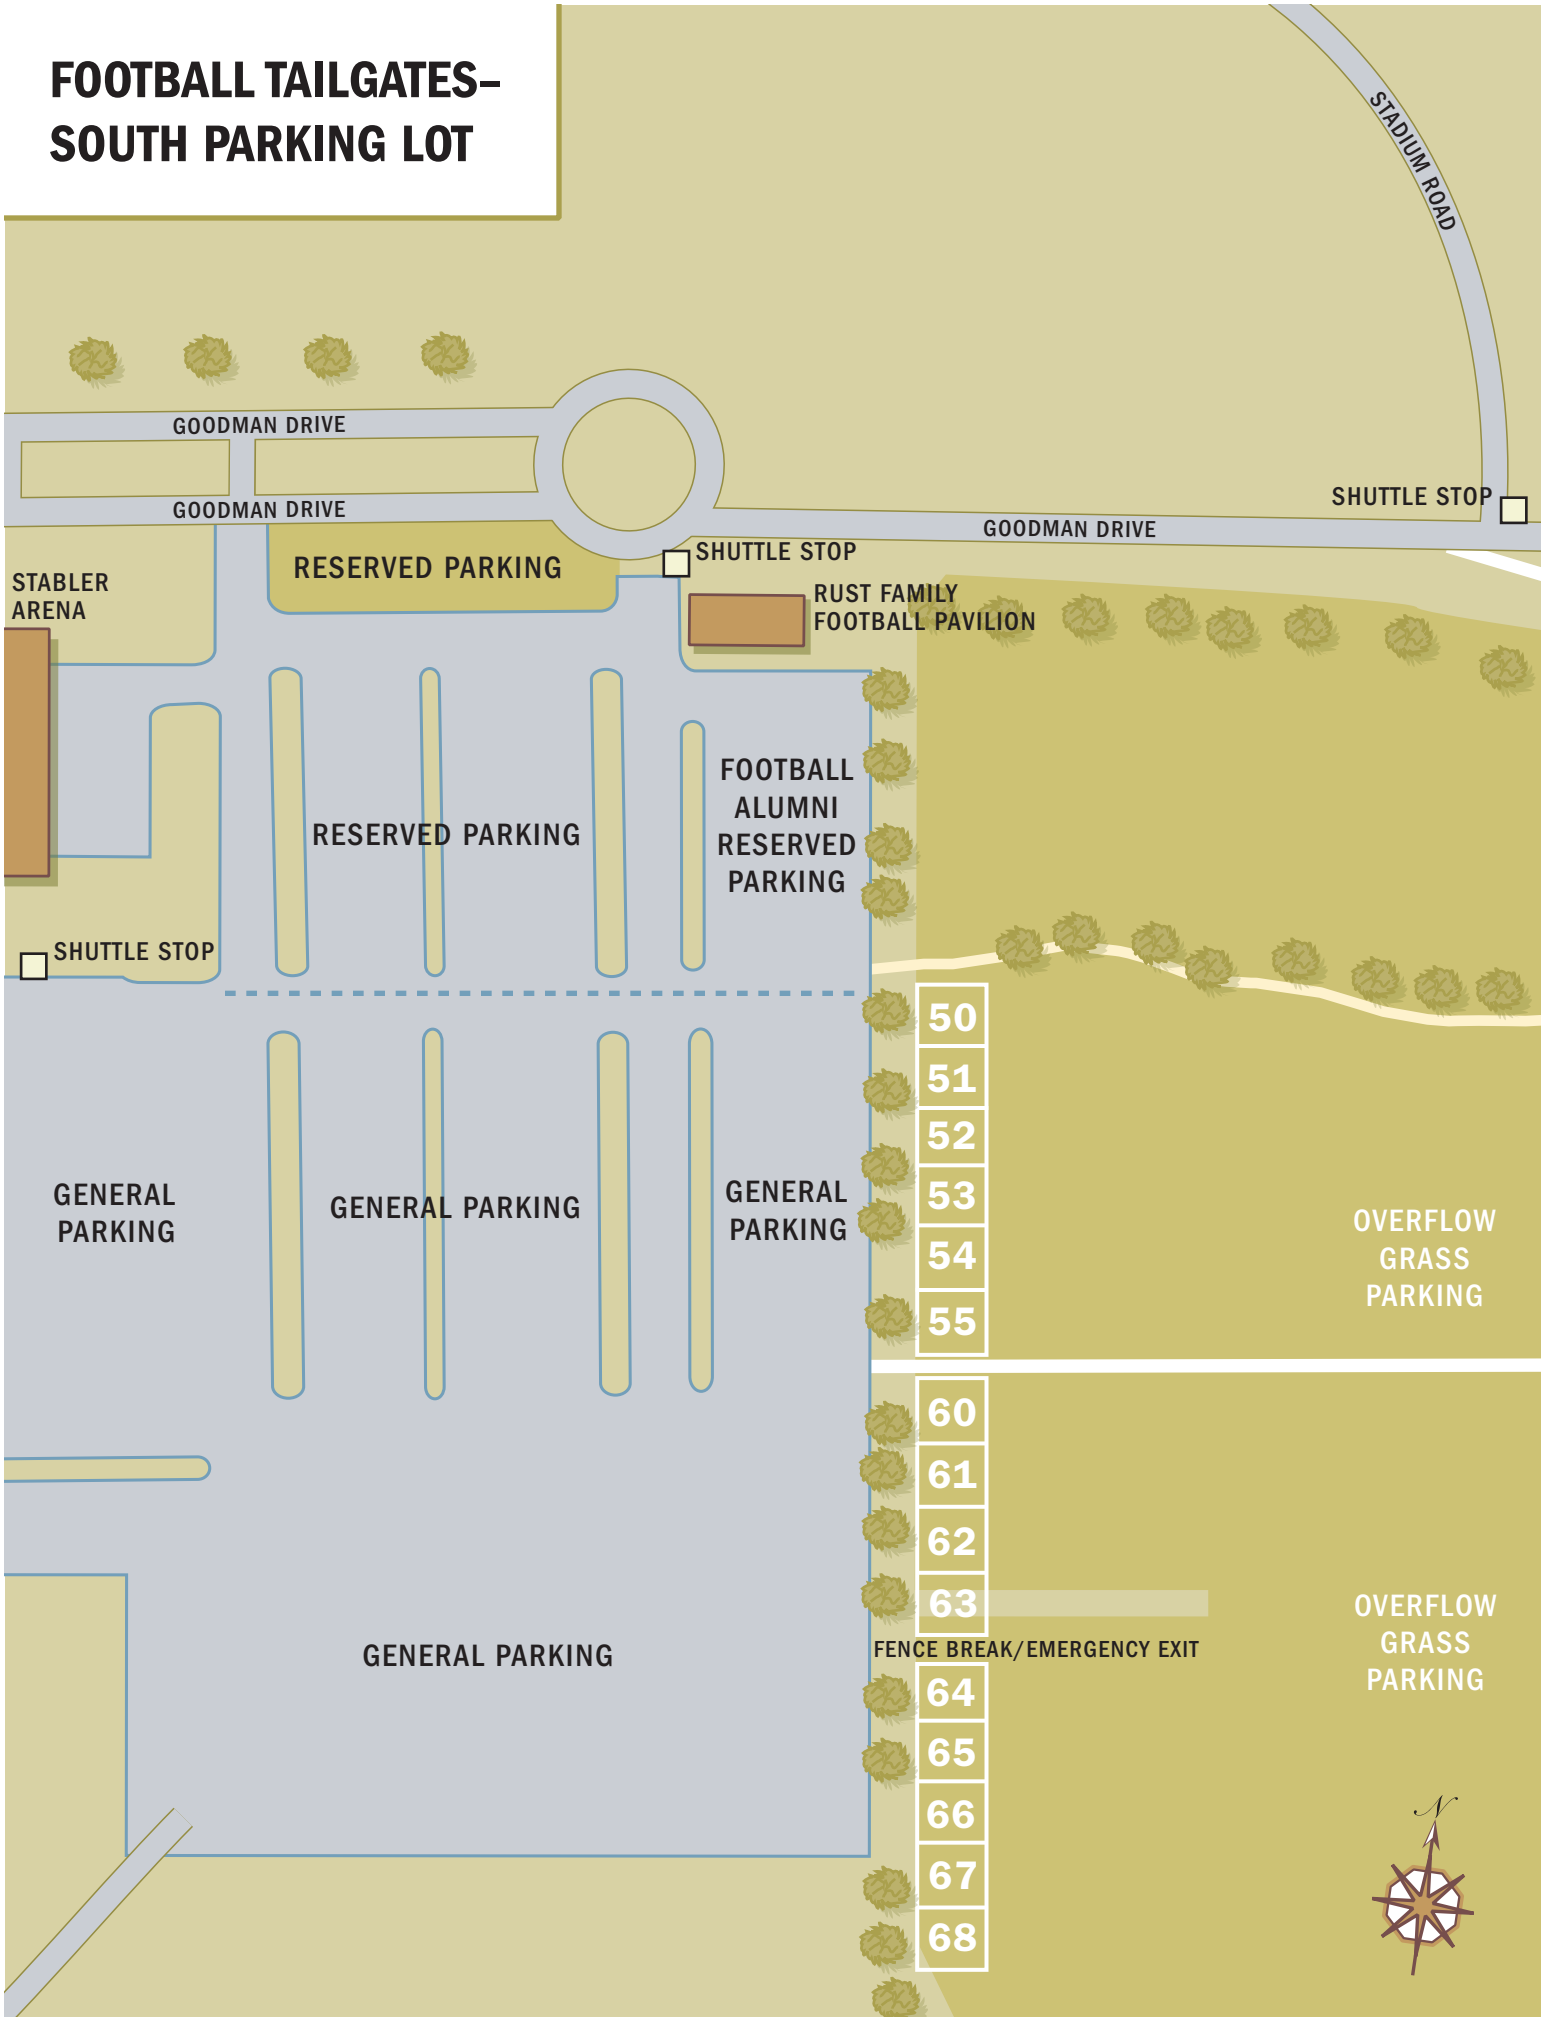 FOOTBALL TAILGATES–
SOUTH PARKING LOT
STADIUM ROAD
GOODMAN DRIVE
GOODMAN DRIVE
SHUTTLE STOP
GOODMAN DRIVE
SHUTTLE STOP
RESERVED PARKING
STABLER
ARENA
RUST FAMILY
FOOTBALL PAVILION
FOOTBALL
ALUMNI
RESERVED
PARKING
RESERVED PARKING
SHUTTLE STOP
50
51
52
53
54
55
GENERAL
PARKING
GENERAL PARKING
GENERAL
PARKING
OVERFLOW
GRASS
PARKING
60
61
62
63
FENCE BREAK/EMERGENCY EXIT
OVERFLOW
GRASS
PARKING
GENERAL PARKING
64
65
66
67
68
N